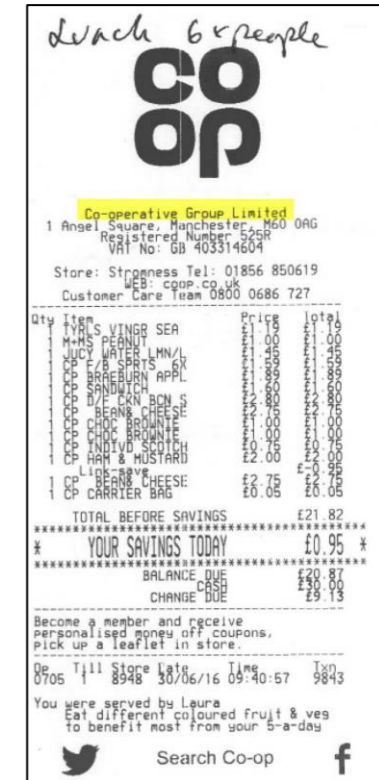 Lunch 6 x people
CO
OP
Co-operative Group Limited
1 Angel Square, Manchester, M60 0AG
Registered Number 525R
VAT No: GB 403314604
Store: Stromness Tel: 01856 850619
WEB: coop.co.uk
Customer Care Team 0800 0686 727
Qty Item Price Total
1 TYRLS VINGR SEA £1.19 £1.19
1 M+MS PEANUT £1.00 £1.00
1 JUCY WATER LMN/L £1.45 £1.45
1 CP F/B SPRTS 6X £1.59 £1.59
1 CP BRAEBURN APPL £1.89 £1.89
1 CP SANDWICH £1.60 £1.60
1 CP D/F CKN BCN S £2.80 £2.80
1 CP BEAN& CHEESE £2.75 £2.75
1 CP CHOC BROWNIE £1.00 £1.00
1 CP CHOC BROWNIE £1.00 £1.00
1 CP INDIVD SCOTCH £0.75 £0.75
1 CP HAM & MUSTARD £2.00 £2.00
Link-save £-0.95
1 CP BEAN& CHEESE £2.75 £2.75
1 CP CARRIER BAG £0.05 £0.05
TOTAL BEFORE SAVINGS £21.82
* YOUR SAVINGS TODAY £0.95 *
BALANCE DUE £20.87
CASH £30.00
CHANGE DUE £9.13
Become a member and receive
personalised money off coupons,
pick up a leaflet in store.
Op Till Store Date Time Txn
0705 1 8948 30/06/16 09:40:57 9843
You were served by Laura
Eat different coloured fruit & veg
to benefit most from your 5-a-day
Search Co-op